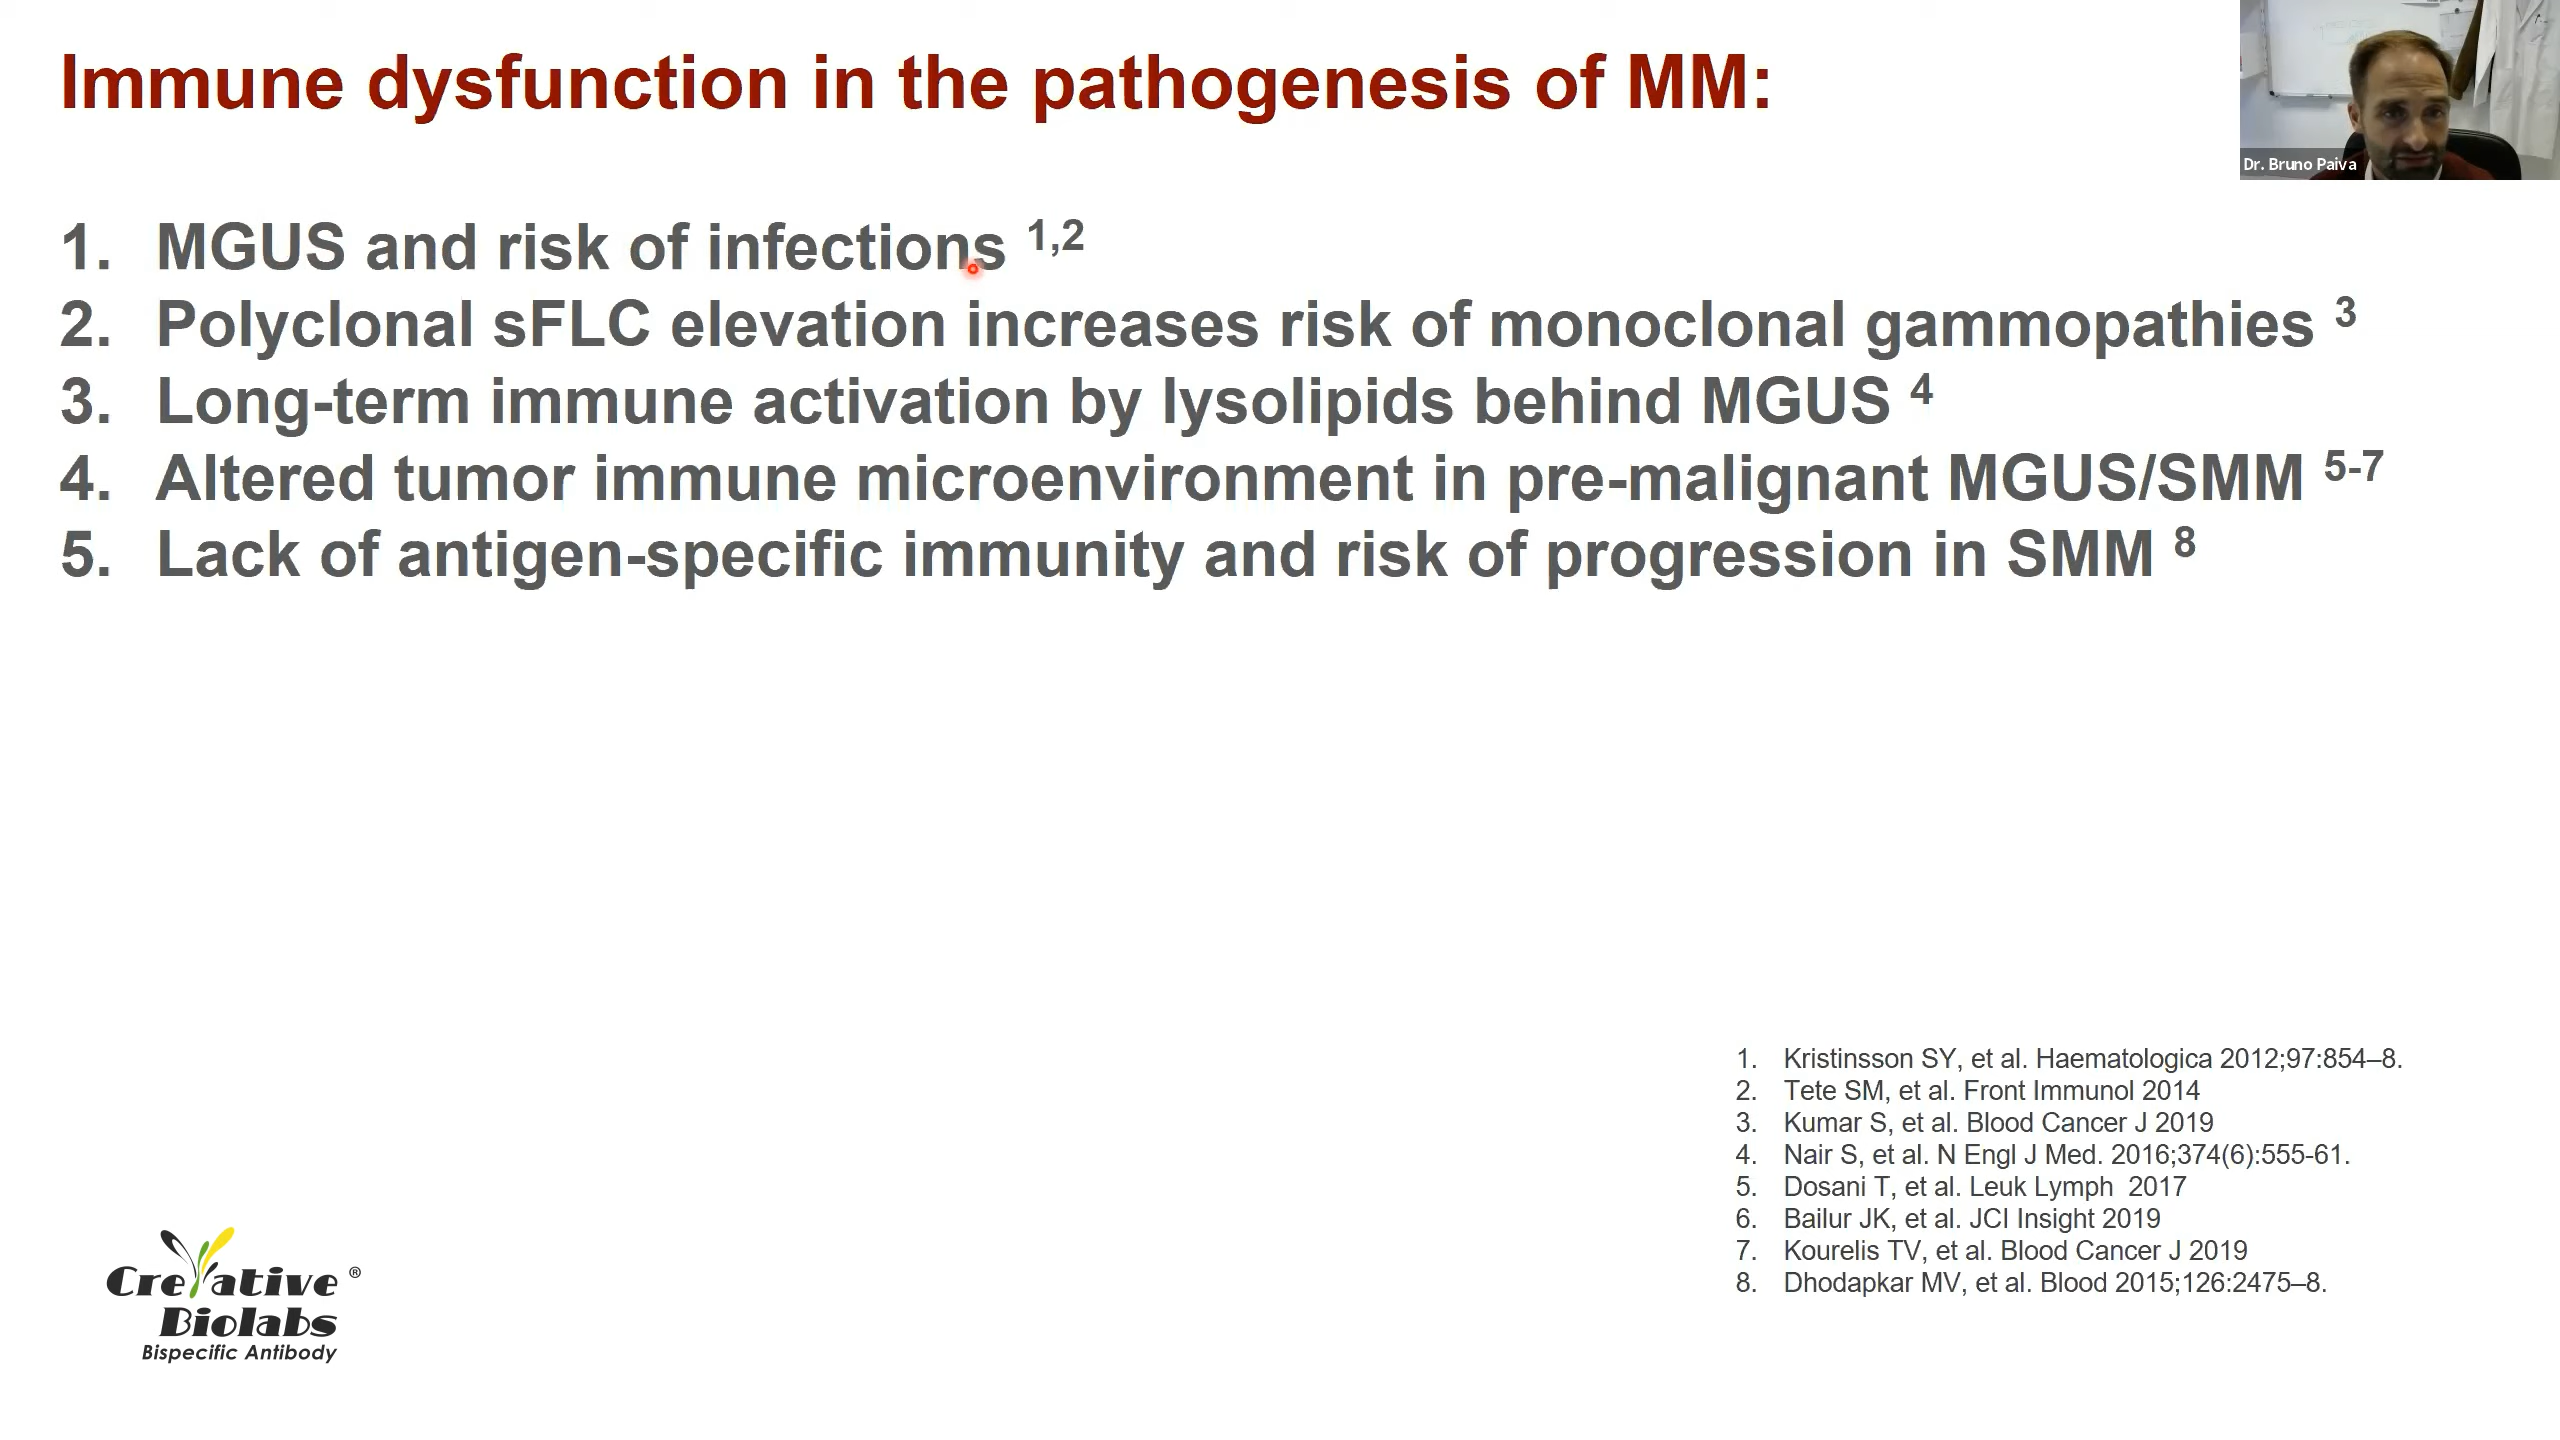 Immune dysfunction in the pathogenesis of MM:
Dr. Bruno Paiva
1. MGUS and risk of infections 1,2
2. Polyclonal sFLC elevation increases risk of monoclonal gammopathies 3
3. Long-term immune activation by lysolipids behind MGUS 4
4. Altered tumor immune microenvironment in pre-malignant MGUS/SMM 5-7
5. Lack of antigen-specific immunity and risk of progression in SMM 8
1. Kristinsson SY, et al. Haematologica 2012;97:854–8.
2. Tete SM, et al. Front Immunol 2014
3. Kumar S, et al. Blood Cancer J 2019
4. Nair S, et al. N Engl J Med. 2016;374(6):555-61.
5. Dosani T, et al. Leuk Lymph  2017
6. Bailur JK, et al. JCI Insight 2019
7. Kourelis TV, et al. Blood Cancer J 2019
8. Dhodapkar MV, et al. Blood 2015;126:2475–8.
Creative ®
Biolabs
Bispecific Antibody